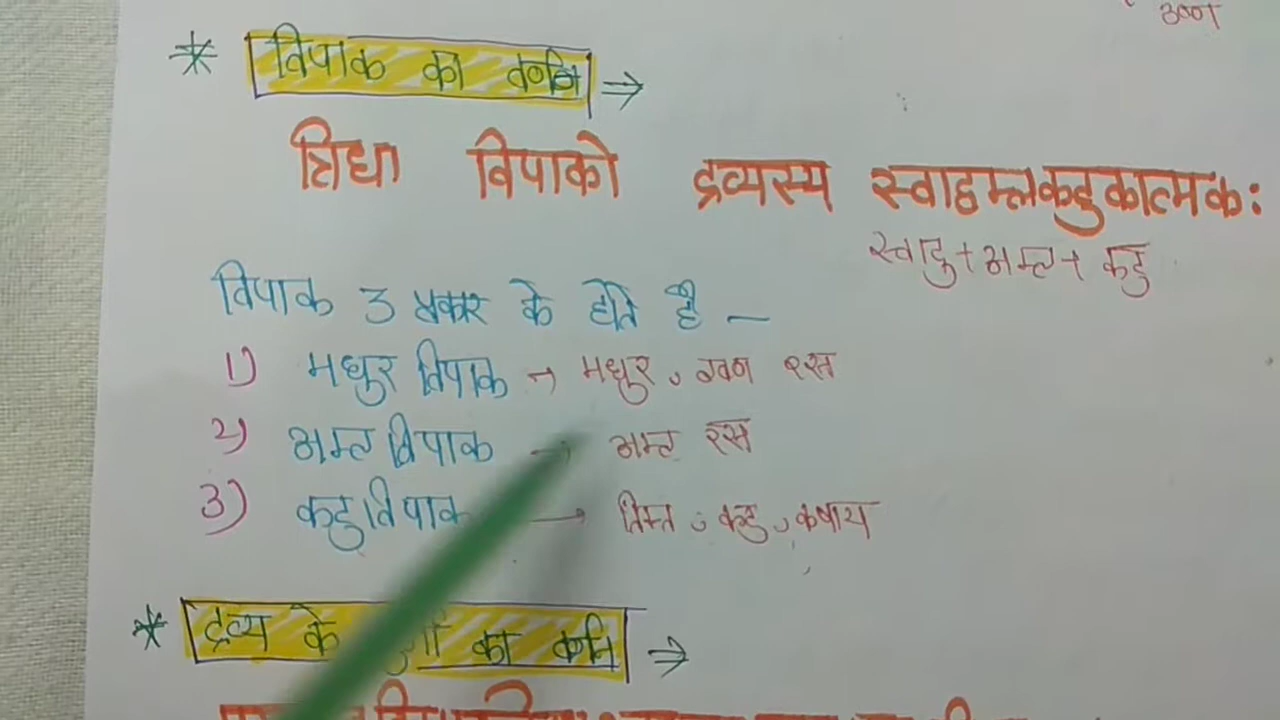 उष्ण
* विपाक का वर्णन ⇒
त्रिधा विपाको द्रव्यस्य स्वाद्वम्लकटुकात्मकः
स्वादु + अम्ल + कटु
विपाक 3 प्रकार के होते है –
1) मधुर विपाक → मधुर, लवण रस
2) अम्ल विपाक → अम्ल रस
3) कटु विपाक → तिक्त, कटु, कषाय
* द्रव्य के का वर्णन ⇒